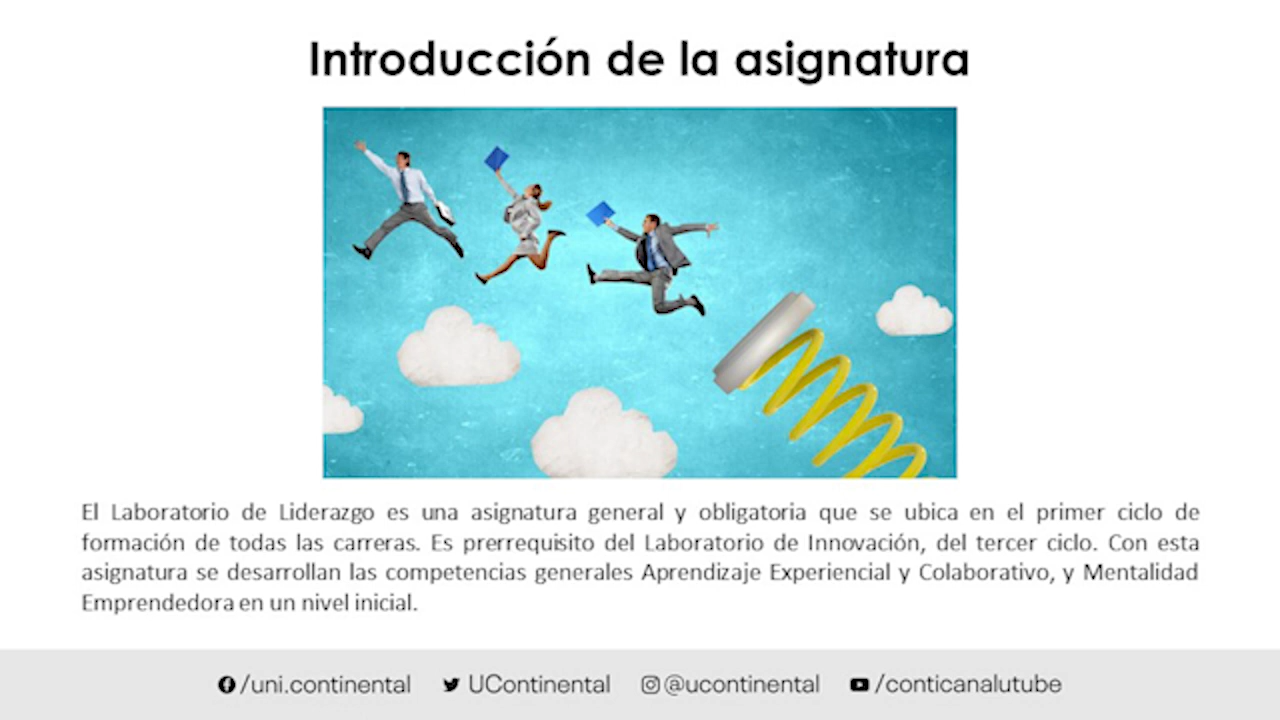 Introducción de la asignatura
El Laboratorio de Liderazgo es una asignatura general y obligatoria que se ubica en el primer ciclo de
formación de todas las carreras. Es prerrequisito del Laboratorio de Innovación, del tercer ciclo. Con esta
asignatura se desarrollan las competencias generales Aprendizaje Experiencial y Colaborativo, y Mentalidad
Emprendedora en un nivel inicial.
/uni.continental UContinental @ucontinental /conticanalutube